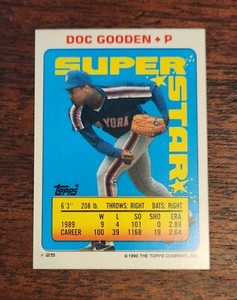 DOC GOODEN ★ P
SUPER
STAR
YORK
Topps
6'3" 208 lb. THROWS: RIGHT BATS: RIGHT
W L SO SHO ERA
1989 9 4 101 0 2.89
CAREER 100 39 1168 19 2.64
# 25
©1990 THE TOPPS COMPANY, INC.